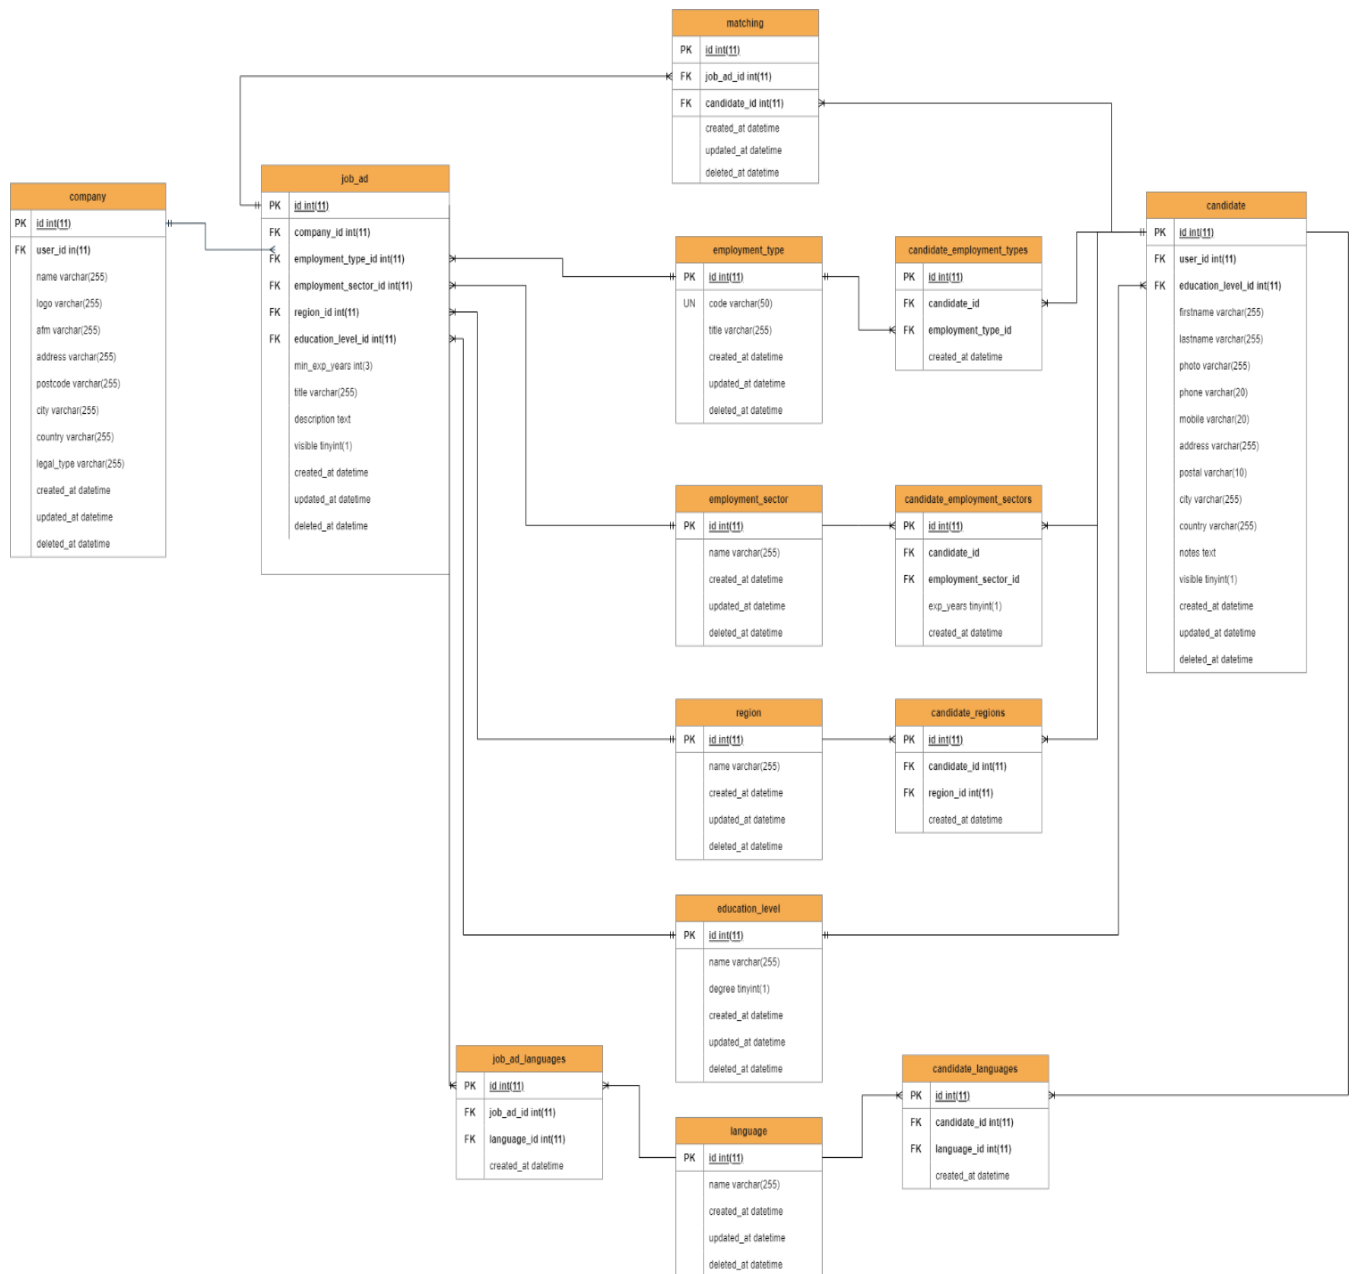 matching
PK id int(11)
FK job_ad_id int(11)
FK candidate_id int(11)
created_at datetime
updated_at datetime
deleted_at datetime
company
PK id int(11)
FK user_id in(11)
name varchar(255)
logo varchar(255)
afm varchar(255)
address varchar(255)
postcode varchar(255)
city varchar(255)
country varchar(255)
legal_type varchar(255)
created_at datetime
updated_at datetime
deleted_at datetime
job_ad
PK id int(11)
FK company_id int(11)
FK employment_type_id int(11)
FK employment_sector_id int(11)
FK region_id int(11)
FK education_level_id int(11)
min_exp_years int(3)
title varchar(255)
description text
visible tinyint(1)
created_at datetime
updated_at datetime
deleted_at datetime
employment_type
PK id int(11)
UN code varchar(50)
title varchar(255)
created_at datetime
updated_at datetime
deleted_at datetime
candidate_employment_types
PK id int(11)
FK candidate_id
FK employment_type_id
created_at datetime
candidate
PK id int(11)
FK user_id int(11)
FK education_level_id int(11)
firstname varchar(255)
lastname varchar(255)
photo varchar(255)
phone varchar(20)
mobile varchar(20)
address varchar(255)
postal varchar(10)
city varchar(255)
country varchar(255)
notes text
visible tinyint(1)
created_at datetime
updated_at datetime
deleted_at datetime
employment_sector
PK id int(11)
name varchar(255)
created_at datetime
updated_at datetime
deleted_at datetime
candidate_employment_sectors
PK id int(11)
FK candidate_id
FK employment_sector_id
exp_years tinyint(1)
created_at datetime
region
PK id int(11)
name varchar(255)
created_at datetime
updated_at datetime
deleted_at datetime
candidate_regions
PK id int(11)
FK candidate_id int(11)
FK region_id int(11)
created_at datetime
education_level
PK id int(11)
name varchar(255)
degree tinyint(1)
created_at datetime
updated_at datetime
deleted_at datetime
job_ad_languages
PK id int(11)
FK job_ad_id int(11)
FK language_id int(11)
created_at datetime
language
PK id int(11)
name varchar(255)
created_at datetime
updated_at datetime
deleted_at datetime
candidate_languages
PK id int(11)
FK candidate_id int(11)
FK language_id int(11)
created_at datetime